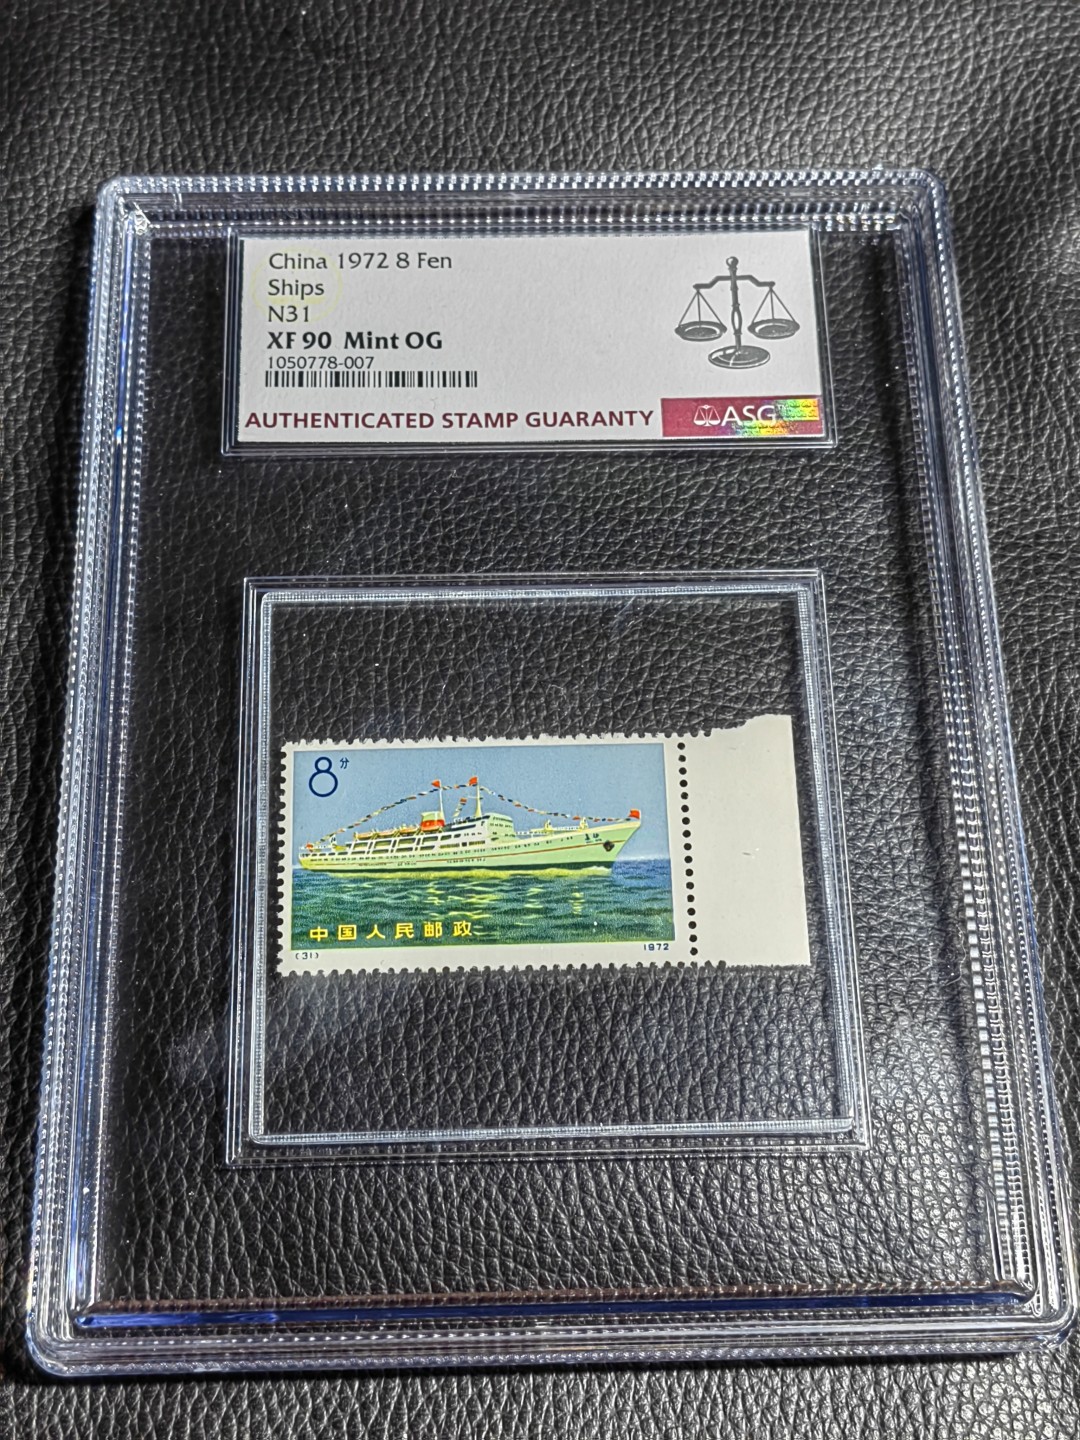 China 1972 8 Fen
Ships
N31
XF 90 Mint OG
1050778-007
AUTHENTICATED STAMP GUARANTY
ASG
8分
中国人民邮政
(31)
1972